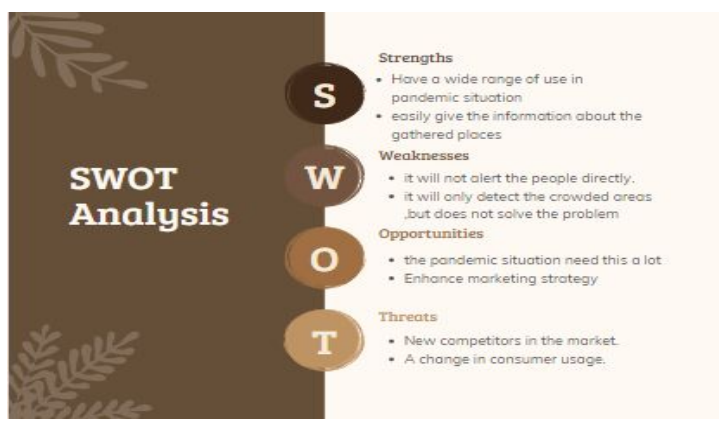 SWOT
Analysis
S
Strengths
• Have a wide range of use in
pandemic situation
• easily give the information about the
gathered places
W
Weaknesses
• it will not alert the people directly.
• it will only detect the crowded areas
,but does not solve the problem
O
Opportunities
• the pandemic situation need this a lot
• Enhance marketing strategy
T
Threats
• New competitors in the market.
• A change in consumer usage.